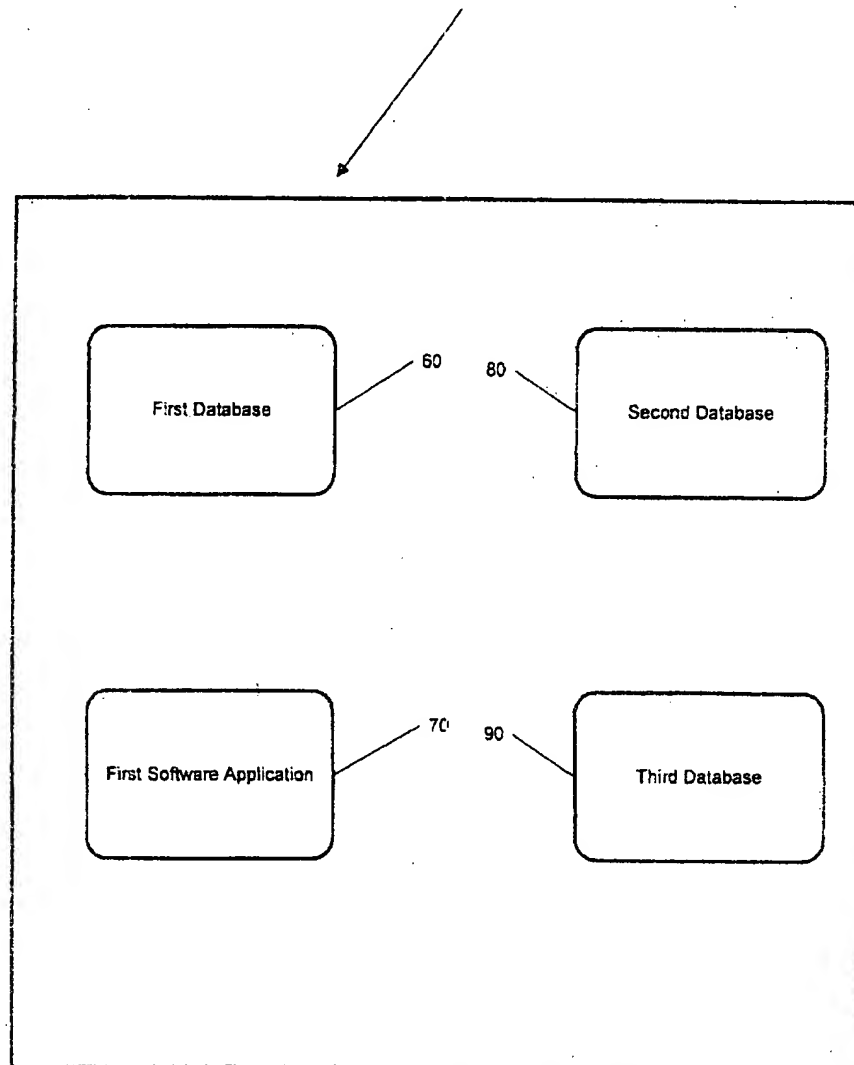 First Database
60
80
Second Database
First Software Application
70
90
Third Database